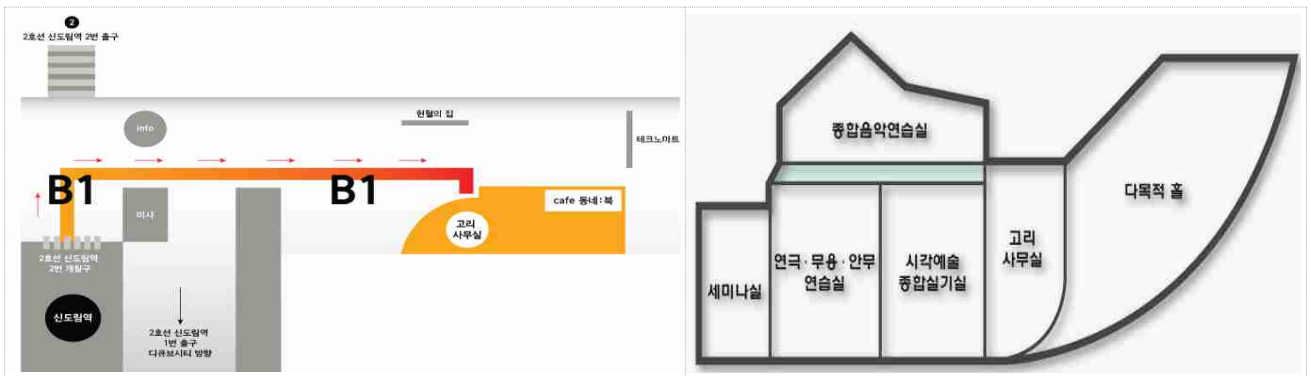 2
2호선 신도림역 2번 출구
info
헌혈의 집
테크노마트
B1
B1
미샤
cafe 동네:북
고리
사무실
2호선 신도림역
2번 개찰구
신도림역
2호선 신도림역
1번 출구
디큐브시티 방향
종합음악연습실
다목적 홀
고리
사무실
연극·무용·안무
연습실
시각예술
종합실기실
세미나실